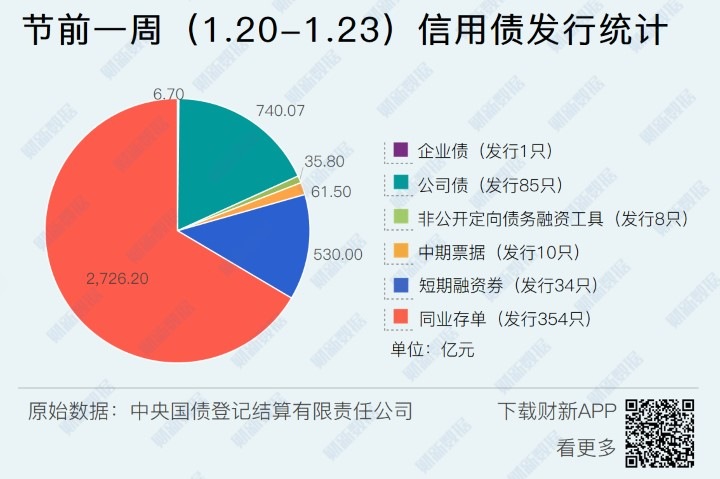 节前一周（1.20-1.23）信用债发行统计
6.70
740.07
35.80
61.50
530.00
2,726.20
企业债（发行1只）
公司债（发行85只）
非公开定向债务融资工具（发行8只）
中期票据（发行10只）
短期融资券（发行34只）
同业存单（发行354只）
单位：亿元
原始数据：中央国债登记结算有限责任公司
下载财新APP
看更多